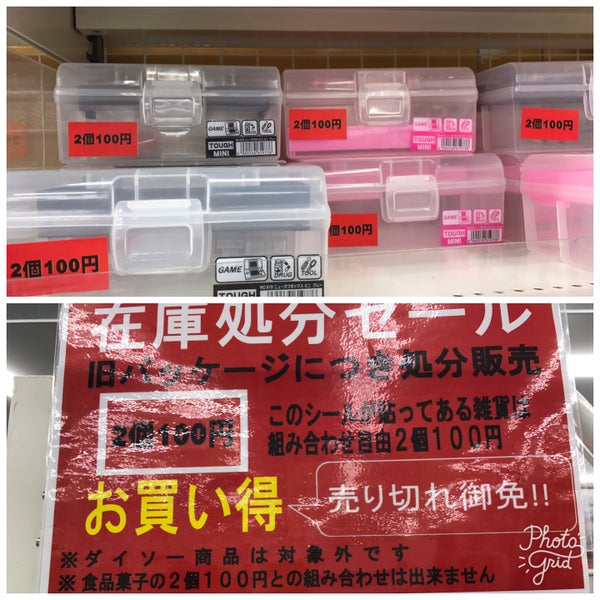 2個100円
GAME
DRUG
TOOL
TOUGH
MINI
2個100円
GAME
TOUGH
MINI
2個100円
2個100円
GAME
DRUG
TOOL
TOUGH
2個100円
GAME
TOUGH
MINI
在庫処分セール
旧パッケージにつき処分販売
2個100円
このシールが貼ってある雑貨は
組み合わせ自由2個100円
お買い得
売り切れ御免!!
※ダイソー商品は対象外です
※食品菓子の2個100円との組み合わせは出来ません
Photo
Grid